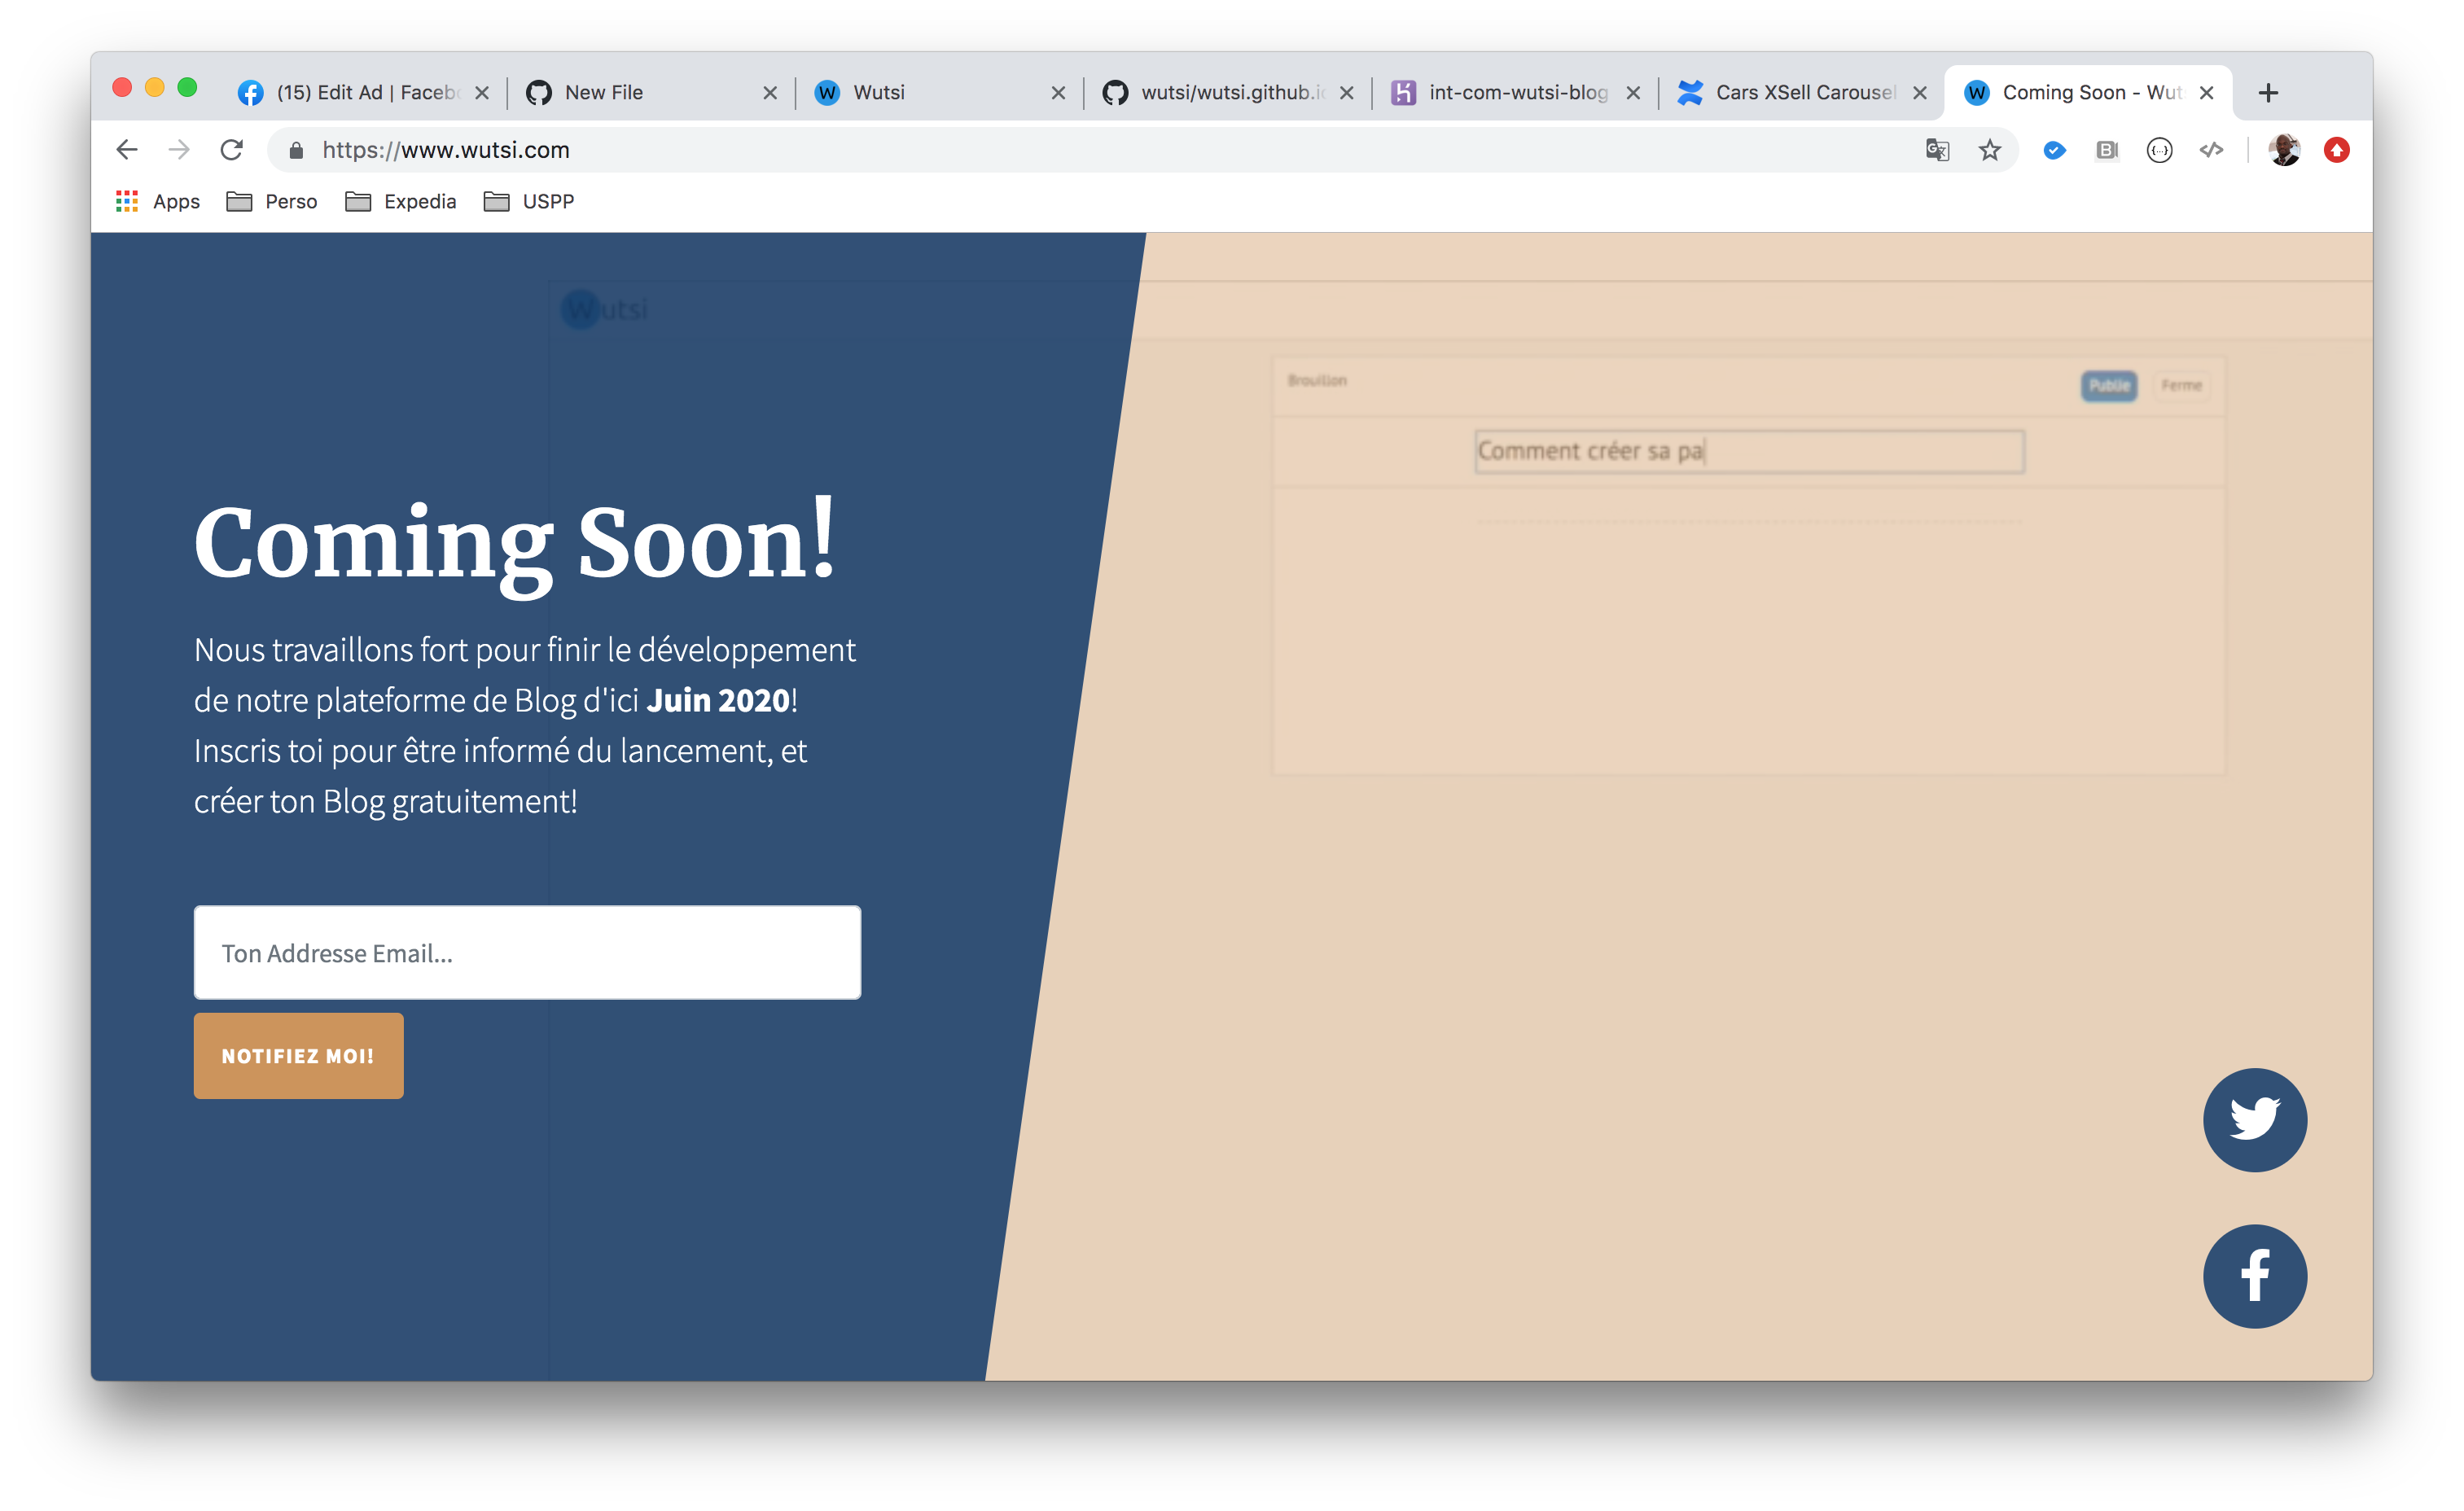 (15) Edit Ad | Facebo
New File
Wutsi
wutsi/wutsi.github.io
int-com-wutsi-blog
Cars XSell Carousel
Coming Soon - Wut
https://www.wutsi.com
Apps
Perso
Expedia
USPP
Wutsi
Brouillon
Publie
Ferme
Comment créer sa pa
Coming Soon!
Nous travaillons fort pour finir le développement
de notre plateforme de Blog d'ici Juin 2020!
Inscris toi pour être informé du lancement, et
créer ton Blog gratuitement!
Ton Addresse Email...
NOTIFIEZ MOI!